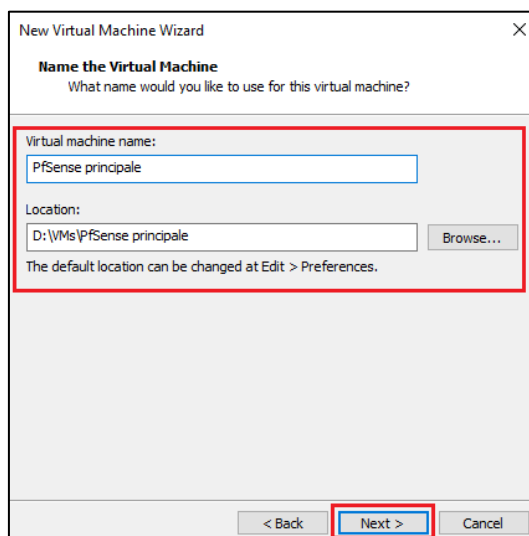 New Virtual Machine Wizard
Name the Virtual Machine
What name would you like to use for this virtual machine?
Virtual machine name:
PfSense principale
Location:
D:\VMs\PfSense principale
Browse...
The default location can be changed at Edit > Preferences.
< Back
Next >
Cancel